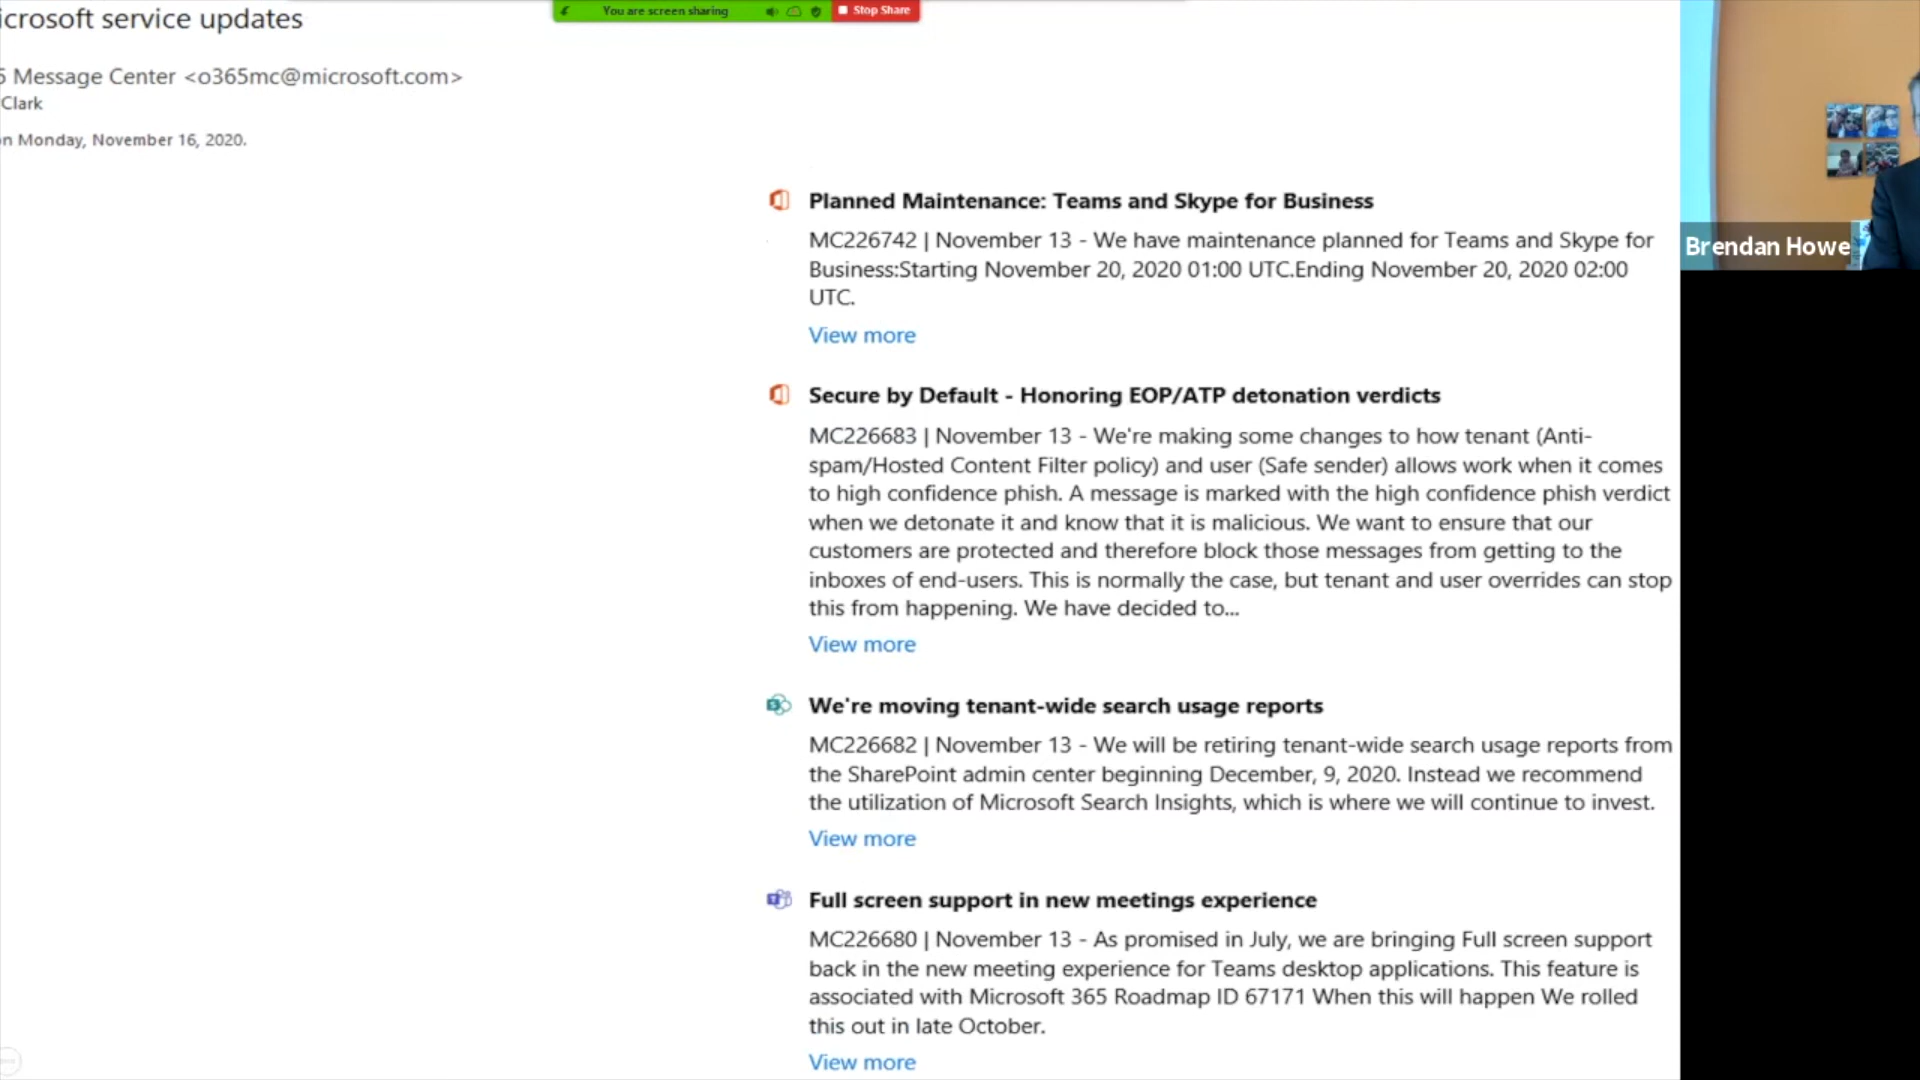 You are screen sharing
Stop Share
crosoft service updates
5 Message Center <o365mc@microsoft.com>
Clark
on Monday, November 16, 2020.
Planned Maintenance: Teams and Skype for Business
MC226742 | November 13 - We have maintenance planned for Teams and Skype for
Business:Starting November 20, 2020 01:00 UTC.Ending November 20, 2020 02:00
UTC.
View more
Brendan Howe
Secure by Default - Honoring EOP/ATP detonation verdicts
MC226683 | November 13 - We're making some changes to how tenant (Anti-
spam/Hosted Content Filter policy) and user (Safe sender) allows work when it comes
to high confidence phish. A message is marked with the high confidence phish verdict
when we detonate it and know that it is malicious. We want to ensure that our
customers are protected and therefore block those messages from getting to the
inboxes of end-users. This is normally the case, but tenant and user overrides can stop
this from happening. We have decided to...
View more
We're moving tenant-wide search usage reports
MC226682 | November 13 - We will be retiring tenant-wide search usage reports from
the SharePoint admin center beginning December, 9, 2020. Instead we recommend
the utilization of Microsoft Search Insights, which is where we will continue to invest.
View more
Full screen support in new meetings experience
MC226680 | November 13 - As promised in July, we are bringing Full screen support
back in the new meeting experience for Teams desktop applications. This feature is
associated with Microsoft 365 Roadmap ID 67171 When this will happen We rolled
this out in late October.
View more